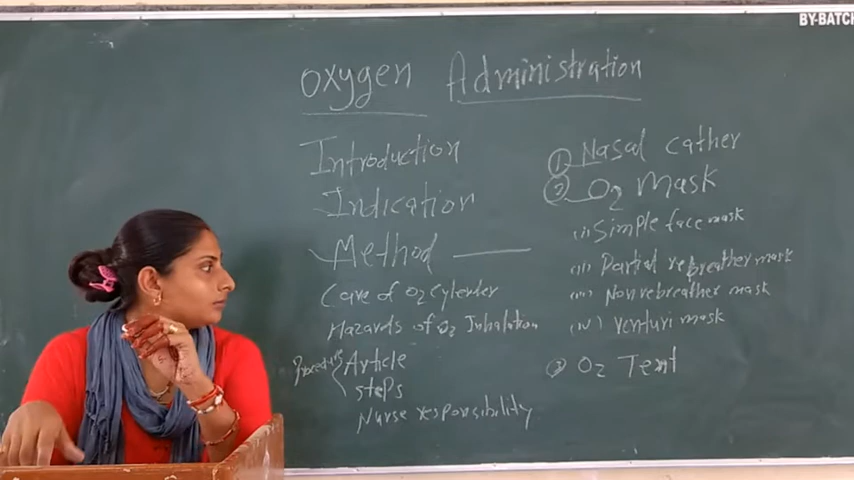 BY-BATCH
Oxygen Administration
Introduction
Indication
Method
Care of O2 Cylender
Hazards of O2 Inhalation
Procedure
Article
steps
Nurse responsibility
① Nasal cather
② O2 Mask
(i) Simple face mask
(ii) Partial rebreather mask
(iii) Nonrebreather mask
(iv) Venturi mask
③ O2 Tent